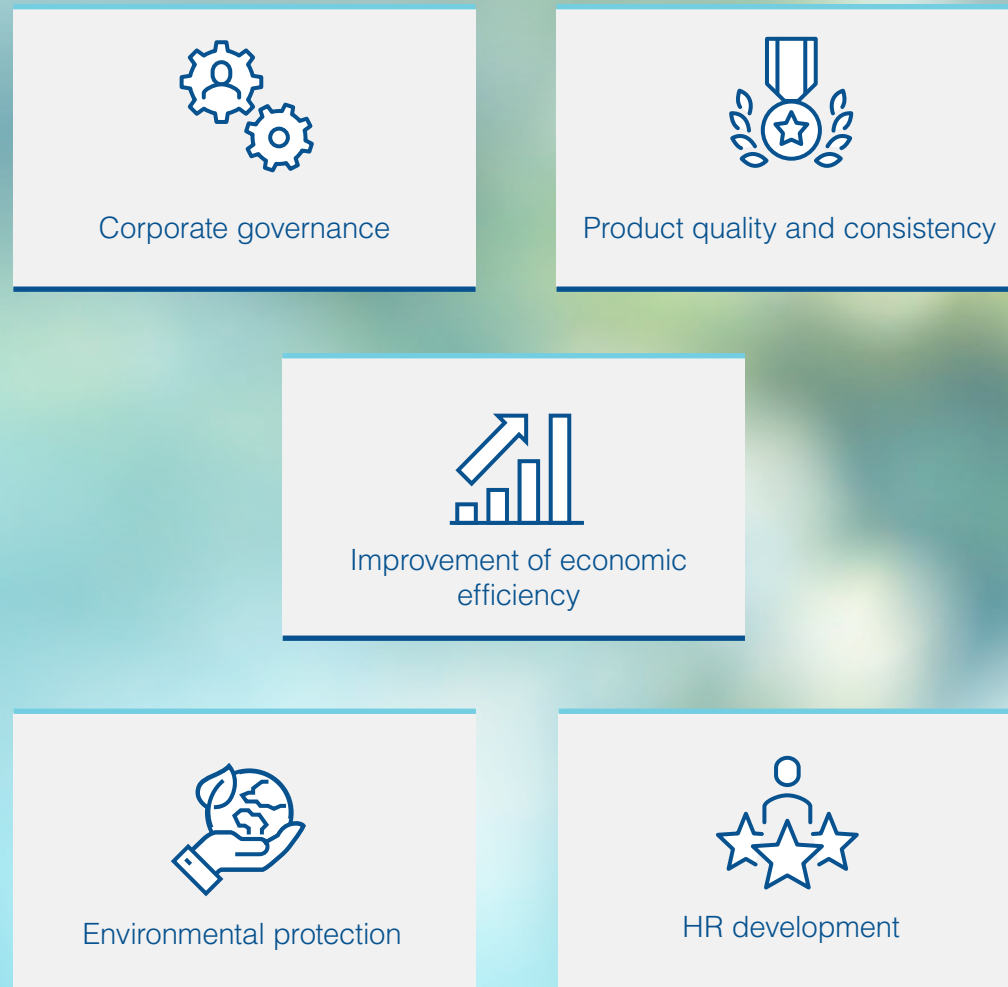 Corporate governance
Product quality and consistency
Improvement of economic
efficiency
Environmental protection
HR development